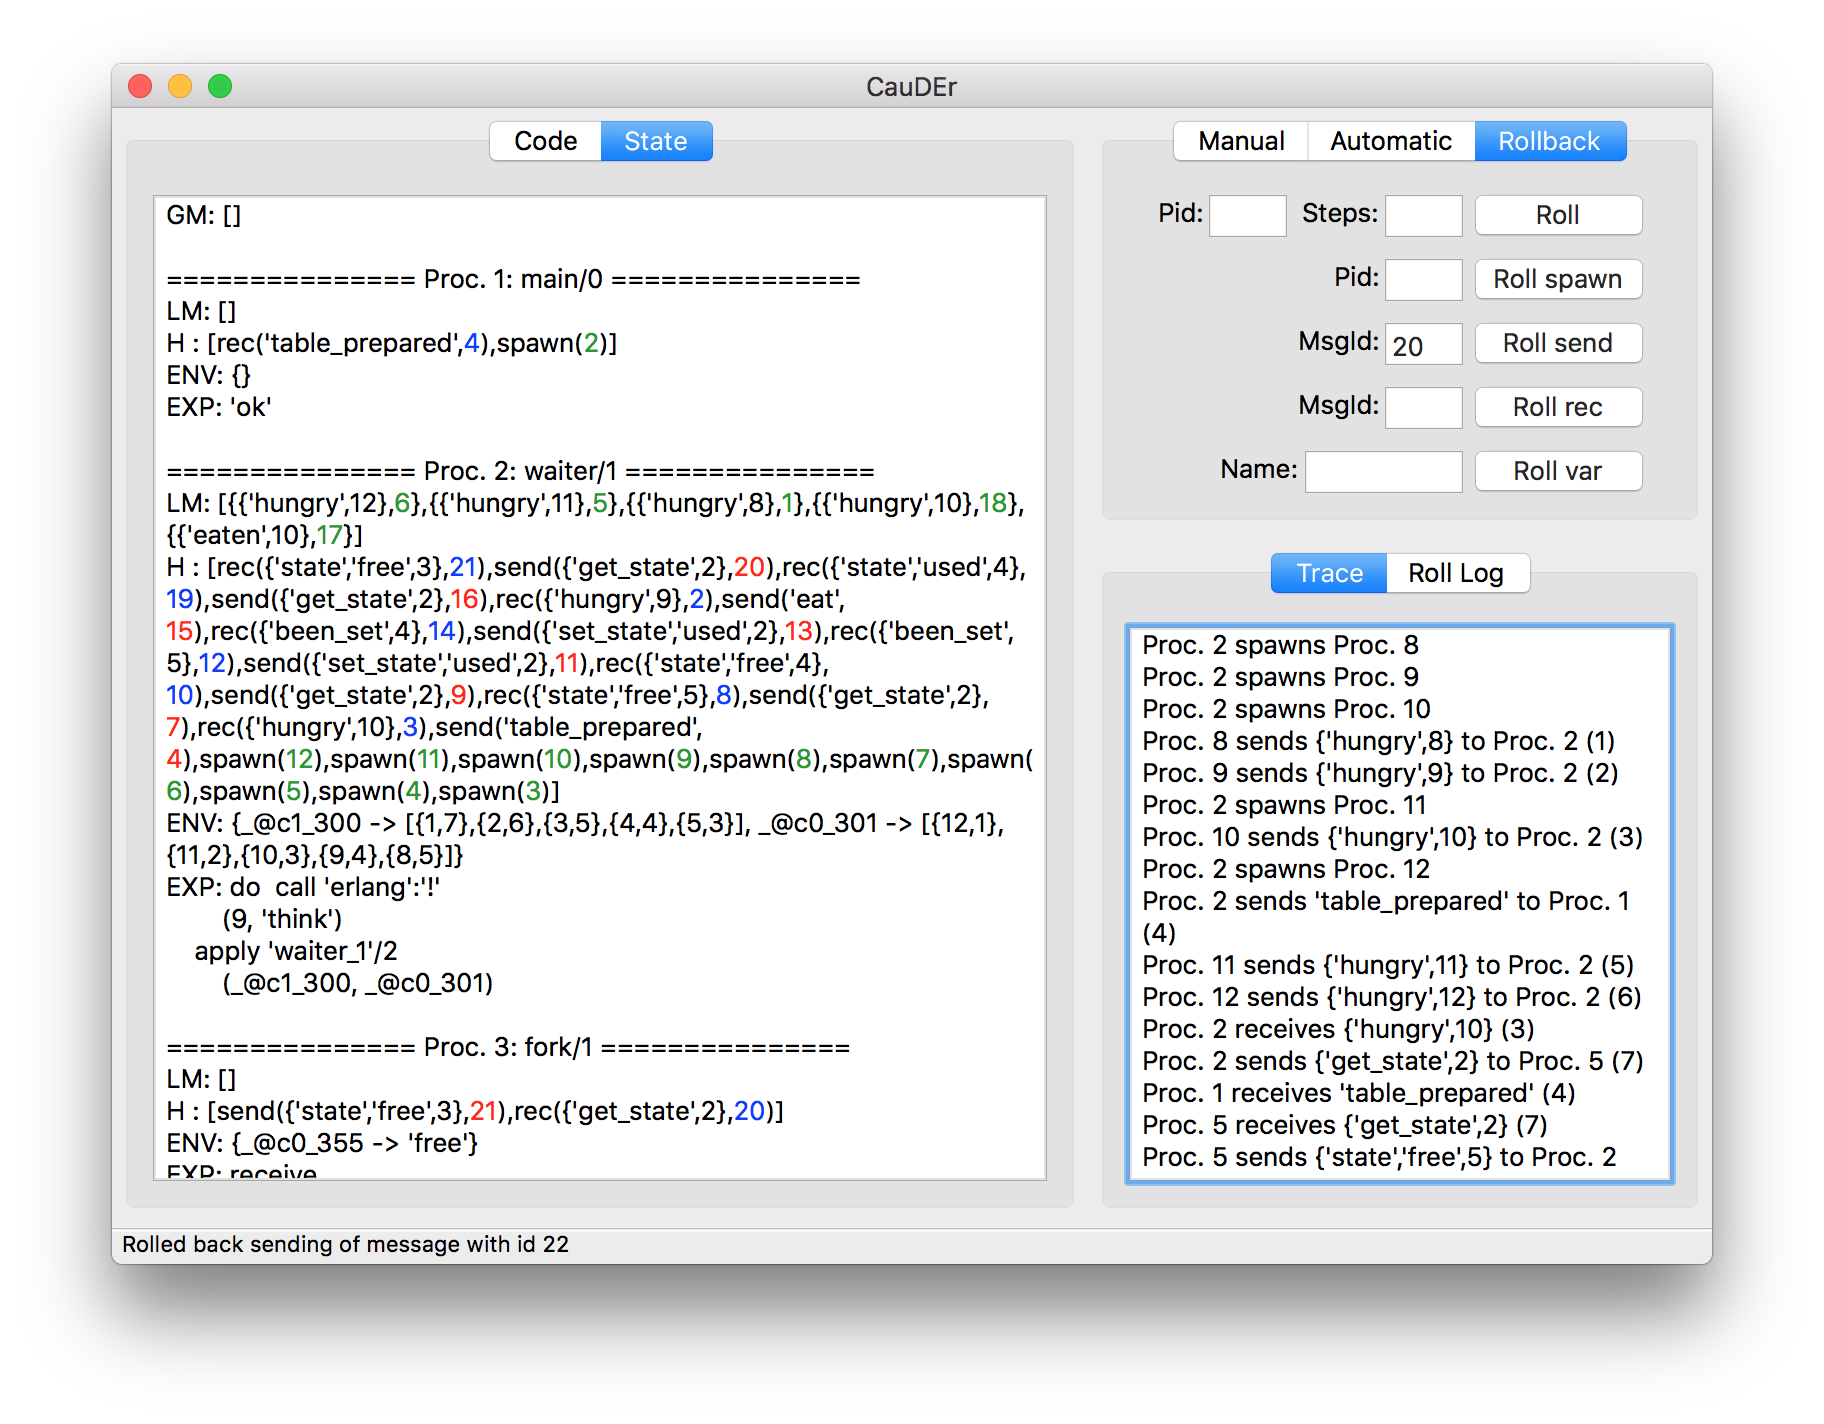 CauDEr
Code State
GM: []
=============== Proc. 1: main/0 ===============
LM: []
H : [rec('table_prepared',4),spawn(2)]
ENV: {}
EXP: 'ok'
=============== Proc. 2: waiter/1 ===============
LM: [{{'hungry',12},6},{{'hungry',11},5},{{'hungry',8},1},{{'hungry',10},18},
{{'eaten',10},17}]
H : [rec({'state','free',3},21),send({'get_state',2},20),rec({'state','used',4},
19),send({'get_state',2},16),rec({'hungry',9},2),send('eat',
15),rec({'been_set',4},14),send({'set_state','used',2},13),rec({'been_set',
5},12),send({'set_state','used',2},11),rec({'state','free',4},
10),send({'get_state',2},9),rec({'state','free',5},8),send({'get_state',2},
7),rec({'hungry',10},3),send('table_prepared',
4),spawn(12),spawn(11),spawn(10),spawn(9),spawn(8),spawn(7),spawn(
6),spawn(5),spawn(4),spawn(3)]
ENV: {_@c1_300 -> [{1,7},{2,6},{3,5},{4,4},{5,3}], _@c0_301 -> [{12,1},
{11,2},{10,3},{9,4},{8,5}]}
EXP: do  call 'erlang':'!'
(9, 'think')
apply 'waiter_1'/2
(_@c1_300, _@c0_301)
=============== Proc. 3: fork/1 ===============
LM: []
H : [send({'state','free',3},21),rec({'get_state',2},20)]
ENV: {_@c0_355 -> 'free'}
EXP: receive
Manual Automatic Rollback
Pid: Steps: Roll
Pid: Roll spawn
MsgId: 20 Roll send
MsgId: Roll rec
Name: Roll var
Trace Roll Log
Proc. 2 spawns Proc. 8
Proc. 2 spawns Proc. 9
Proc. 2 spawns Proc. 10
Proc. 8 sends {'hungry',8} to Proc. 2 (1)
Proc. 9 sends {'hungry',9} to Proc. 2 (2)
Proc. 2 spawns Proc. 11
Proc. 10 sends {'hungry',10} to Proc. 2 (3)
Proc. 2 spawns Proc. 12
Proc. 2 sends 'table_prepared' to Proc. 1
(4)
Proc. 11 sends {'hungry',11} to Proc. 2 (5)
Proc. 12 sends {'hungry',12} to Proc. 2 (6)
Proc. 2 receives {'hungry',10} (3)
Proc. 2 sends {'get_state',2} to Proc. 5 (7)
Proc. 1 receives 'table_prepared' (4)
Proc. 5 receives {'get_state',2} (7)
Proc. 5 sends {'state','free',5} to Proc. 2
Rolled back sending of message with id 22